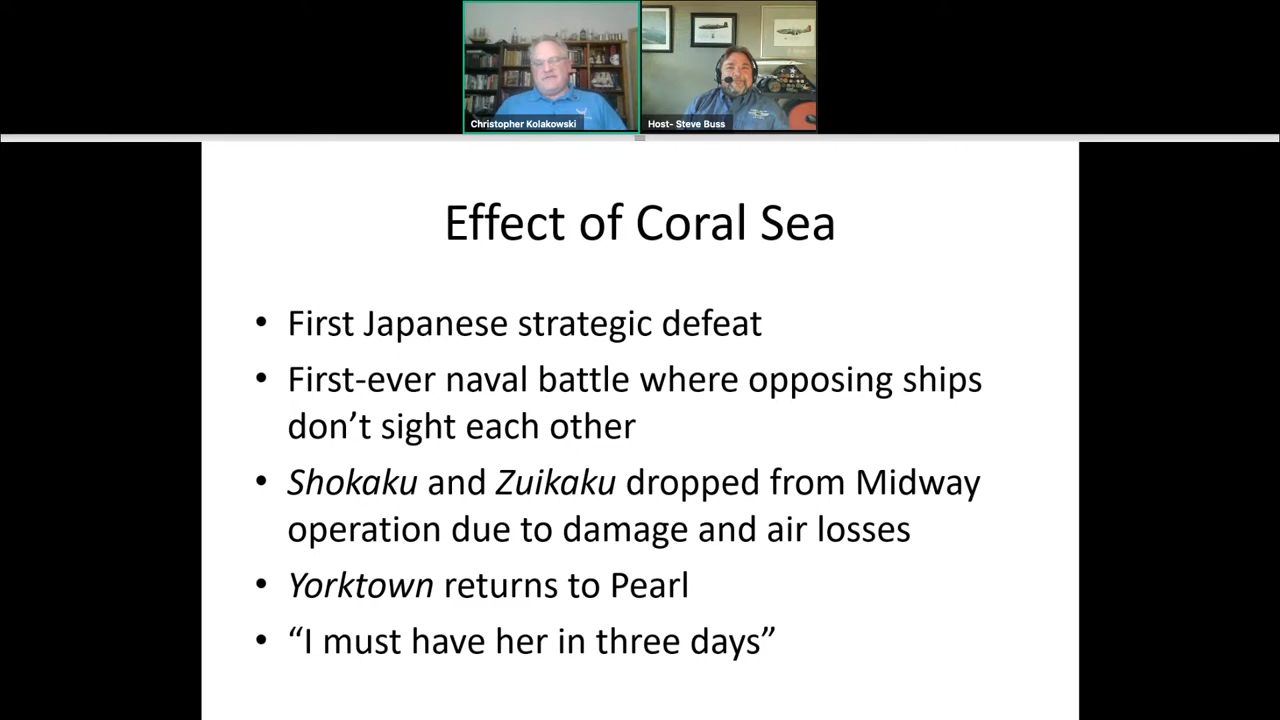 Christopher Kolakowski
Host- Steve Buss
Effect of Coral Sea
• First Japanese strategic defeat
• First-ever naval battle where opposing ships
don’t sight each other
• Shokaku and Zuikaku dropped from Midway
operation due to damage and air losses
• Yorktown returns to Pearl
• “I must have her in three days”